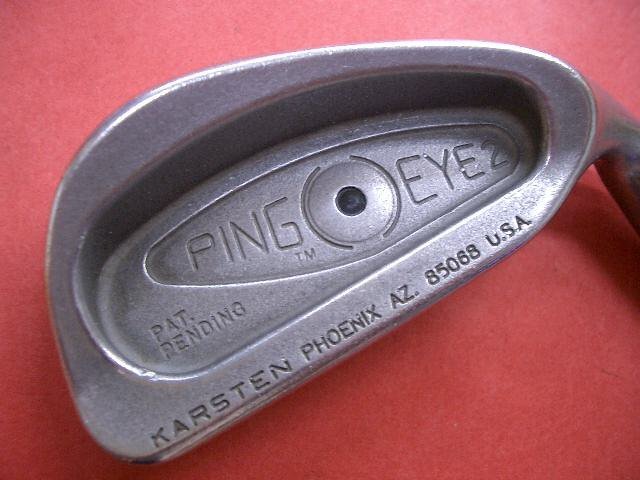 PING EYE2
TM
PAT.
PENDING
KARSTEN PHOENIX AZ. 85068 U.S.A.